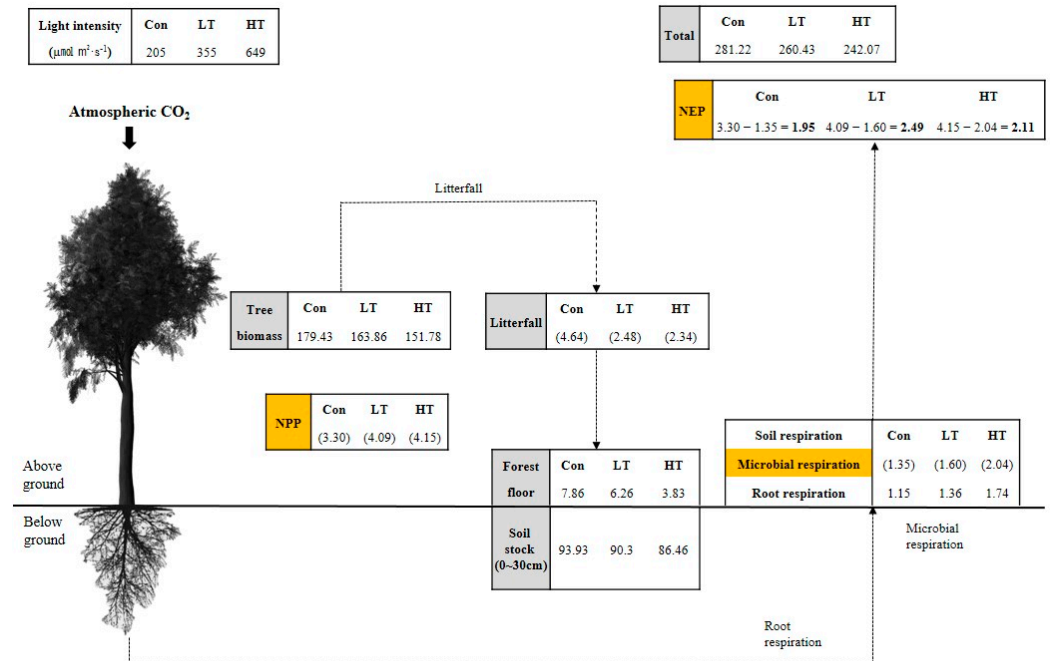 Light intensity Con LT HT
(μmol m²·s⁻¹) 205 355 649
Total Con LT HT
281.22 260.43 242.07
NEP Con LT HT
3.30 − 1.35 = 1.95 4.09 − 1.60 = 2.49 4.15 − 2.04 = 2.11
Atmospheric CO₂
Litterfall
Tree biomass Con LT HT
179.43 163.86 151.78
Litterfall Con LT HT
(4.64) (2.48) (2.34)
NPP Con LT HT
(3.30) (4.09) (4.15)
Soil respiration Con LT HT
Microbial respiration (1.35) (1.60) (2.04)
Root respiration 1.15 1.36 1.74
Above
ground
Forest floor Con LT HT
7.86 6.26 3.83
Below
ground
Soil
stock 93.93 90.3 86.46
(0~30cm)
Microbial
respiration
Root
respiration